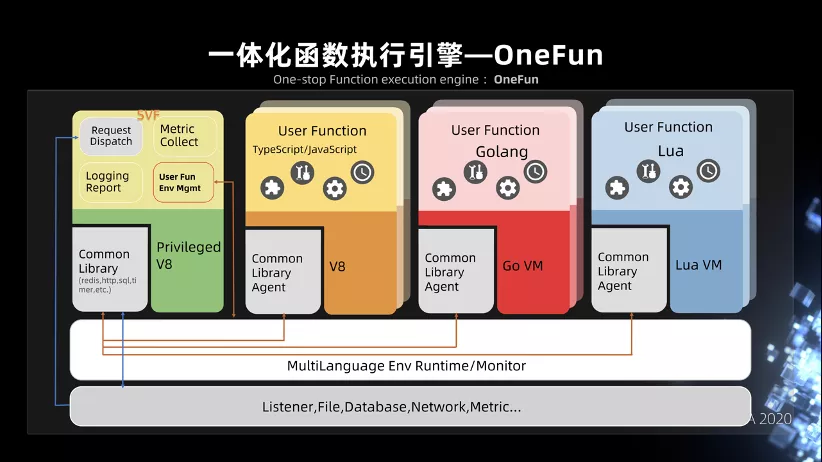 一体化函数执行引擎—OneFun
One-stop Function execution engine： OneFun
SVF
Request
Dispatch
Metric
Collect
Logging
Report
User Fun
Env Mgmt
Common
Library
(redis,http,sql,ti
mer,etc.)
Privileged
V8
User Function
TypeScript/JavaScript
Common
Library
Agent
V8
User Function
Golang
Common
Library
Agent
Go VM
User Function
Lua
Common
Library
Agent
Lua VM
MultiLanguage Env Runtime/Monitor
Listener,File,Database,Network,Metric...
A 2020